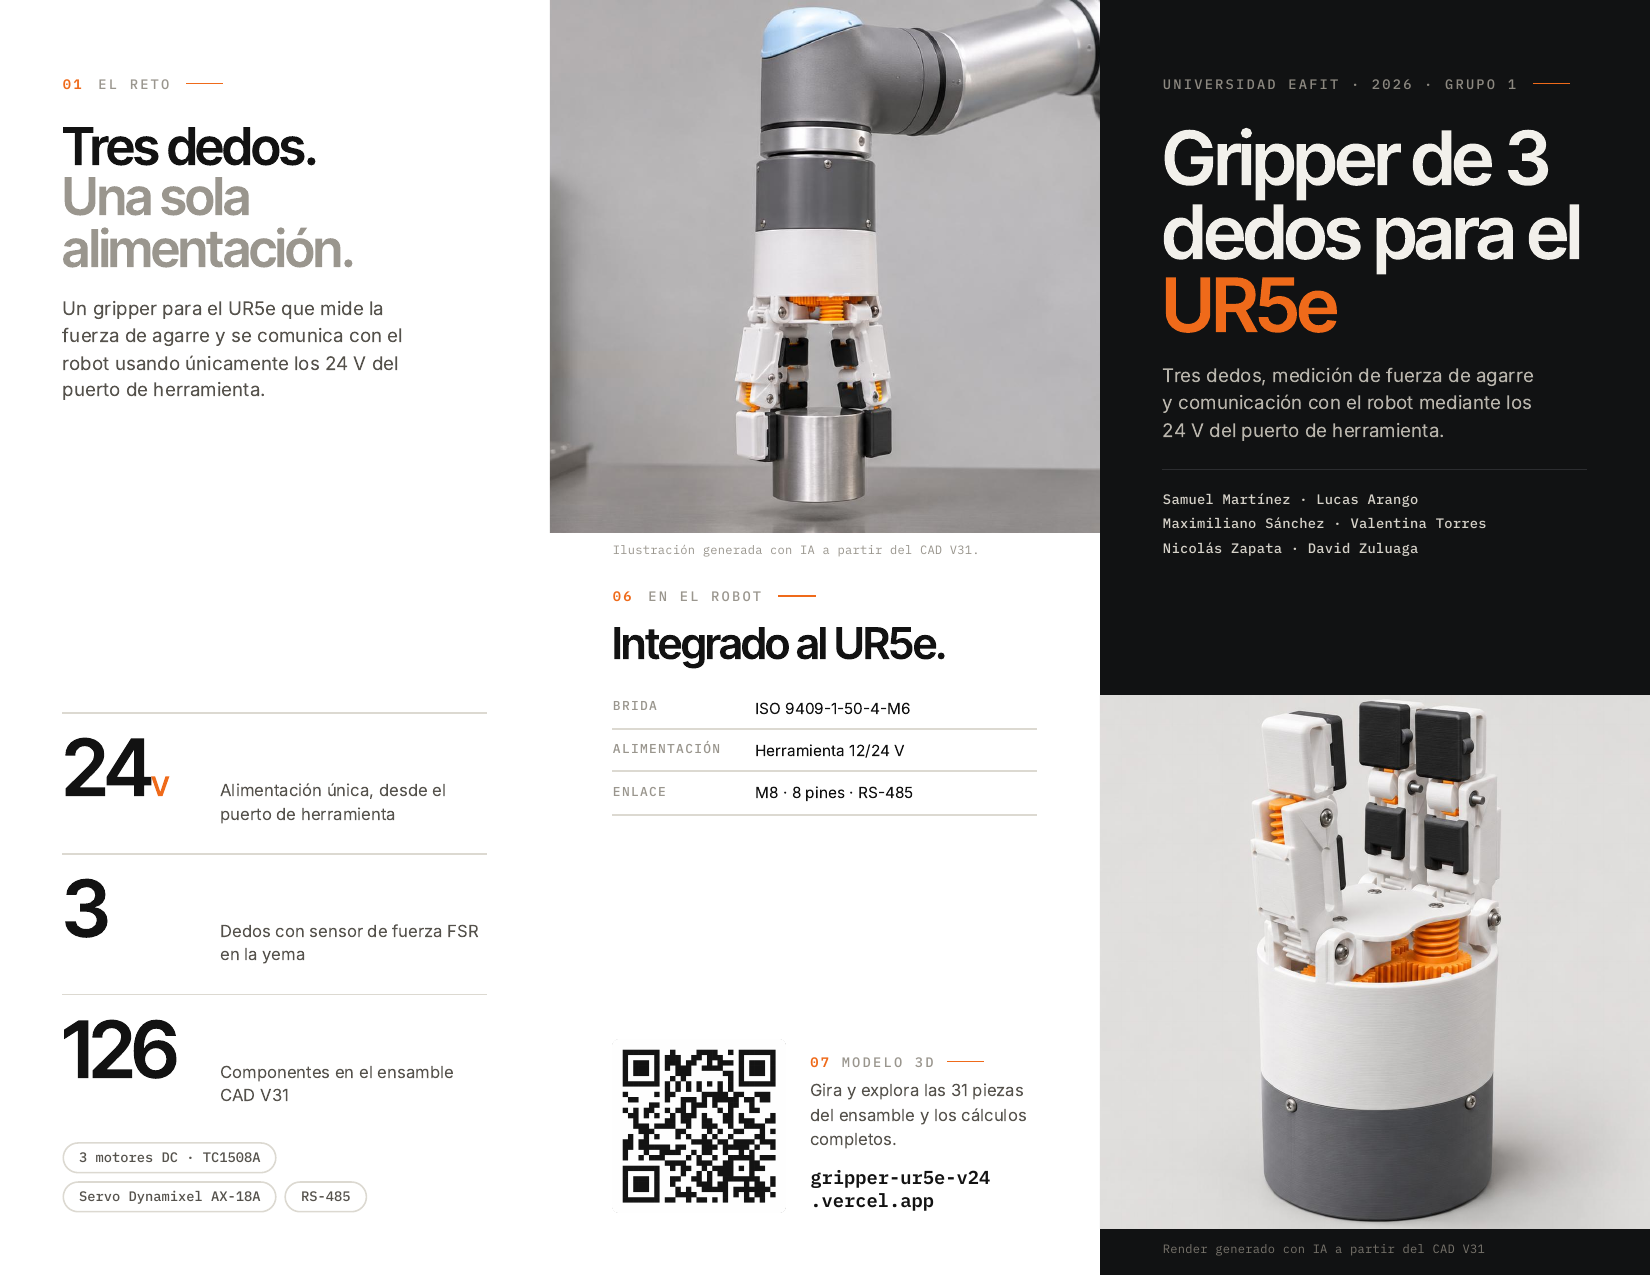 01 EL RETO
Tres dedos.
Una sola
alimentación.
Un gripper para el UR5e que mide la
fuerza de agarre y se comunica con el
robot usando únicamente los 24 V del
puerto de herramienta.
24V
Alimentación única, desde el
puerto de herramienta
3
Dedos con sensor de fuerza FSR
en la yema
126
Componentes en el ensamble
CAD V31
3 motores DC · TC1508A
Servo Dynamixel AX-18A
RS-485
Ilustración generada con IA a partir del CAD V31.
06 EN EL ROBOT
Integrado al UR5e.
BRIDA ISO 9409-1-50-4-M6
ALIMENTACIÓN Herramienta 12/24 V
ENLACE M8 · 8 pines · RS-485
07 MODELO 3D
Gira y explora las 31 piezas
del ensamble y los cálculos
completos.
gripper-ur5e-v24
.vercel.app
UNIVERSIDAD EAFIT · 2026 · GRUPO 1
Gripper de 3
dedos para el
UR5e
Tres dedos, medición de fuerza de agarre
y comunicación con el robot mediante los
24 V del puerto de herramienta.
Samuel Martínez · Lucas Arango
Maximiliano Sánchez · Valentina Torres
Nicolás Zapata · David Zuluaga
Render generado con IA a partir del CAD V31